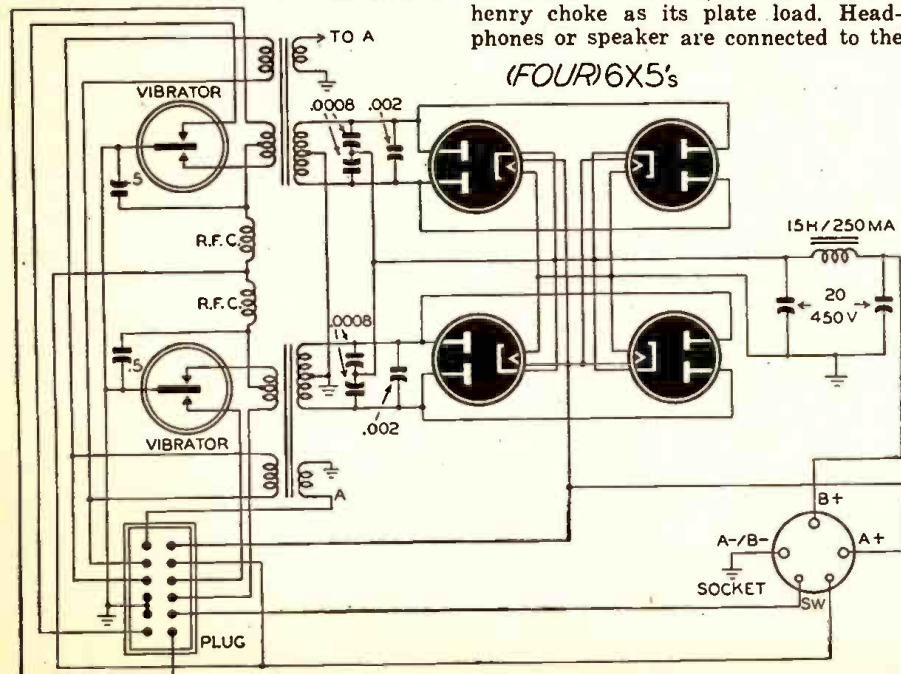 henry choke as its plate load. Head-
phones or speaker are connected to the
(FOUR) 6X5's
TO A
VIBRATOR
.0008
.002
.5
R.F.C.
15H/250MA
R.F.C.
20
450V
.0008
.5
.002
VIBRATOR
A
B+
A-/B-
A+
SOCKET
SW
PLUG